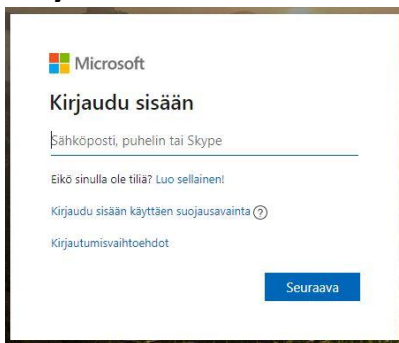 Microsoft
Kirjaudu sisään
Sähköposti, puhelin tai Skype
Eikö sinulla ole tiliä? Luo sellainen!
Kirjaudu sisään käyttäen suojausavainta ?
Kirjautumisvaihtoehdot
Seuraava